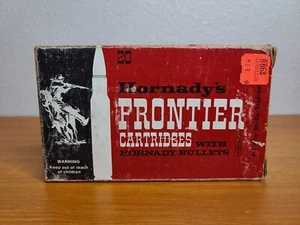 20
Hornady's
FRONTIER
CARTRIDGES WITH
HORNADY BULLETS
WARNING
Keep out of reach
of children